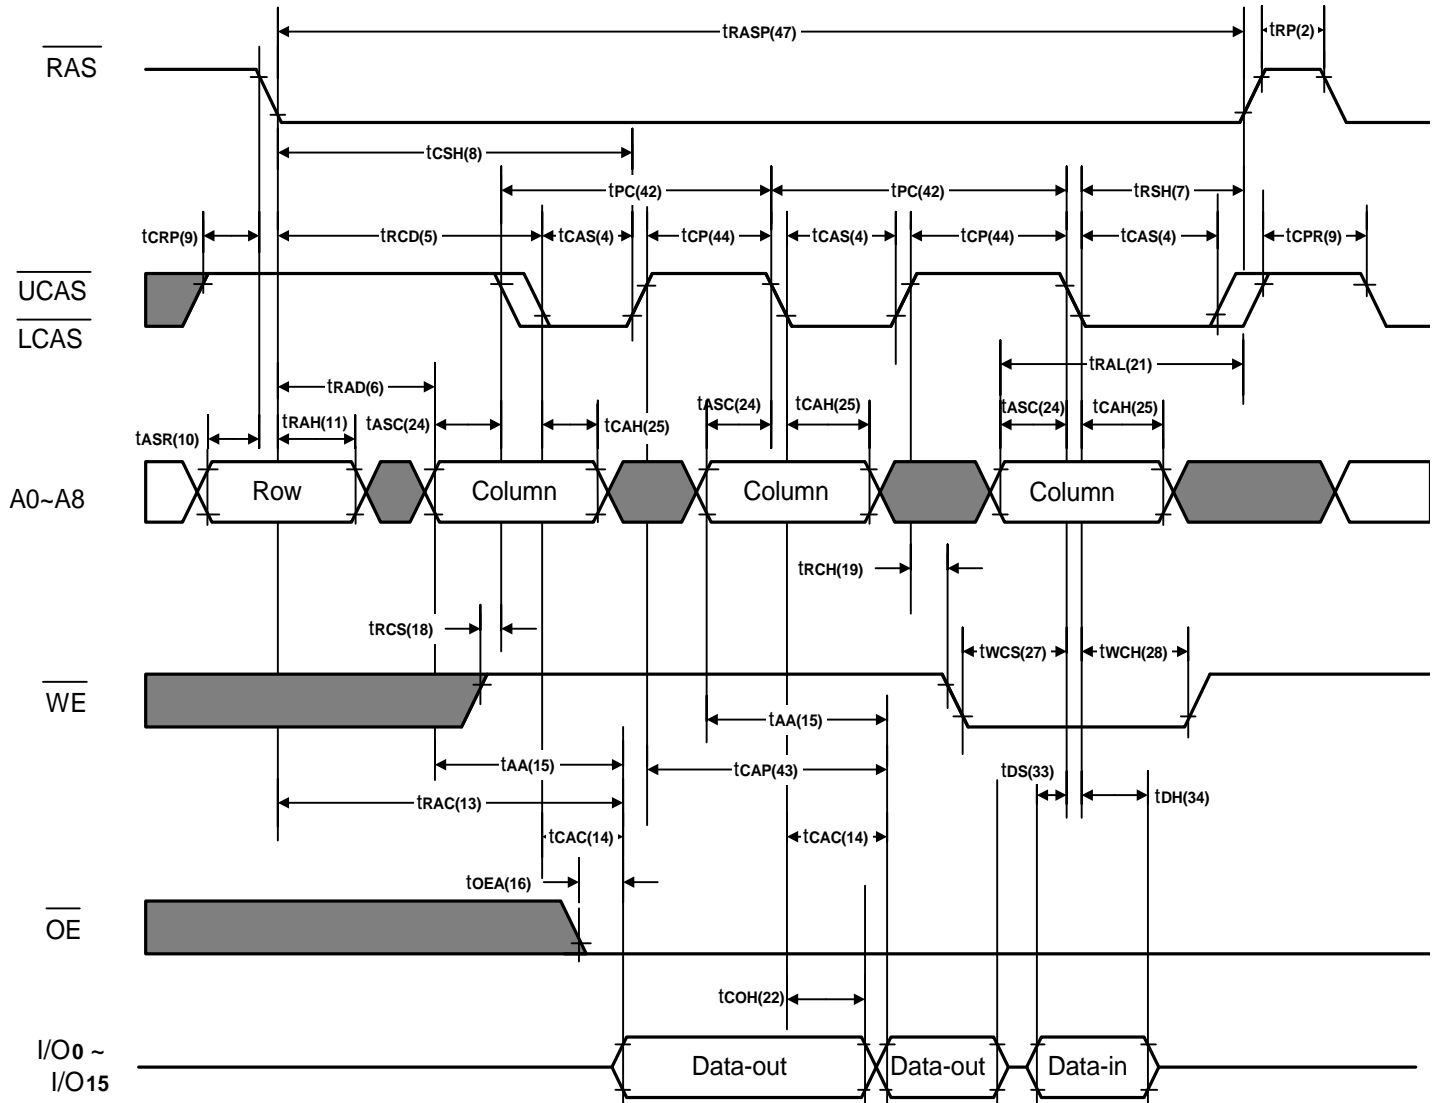 tRASP(47) tRP(2)
RAS
tCSH(8)
tPC(42) tPC(42) tRSH(7)
tCRP(9) tRCD(5) tCAS(4) tCP(44) tCAS(4) tCP(44) tCAS(4) tCPR(9)
UCAS
LCAS
tRAL(21)
tRAD(6)
tASR(10) tRAH(11) tASC(24) tCAH(25) tASC(24) tCAH(25) tASC(24) tCAH(25)
A0~A8 Row Column Column Column
tRCH(19)
tRCS(18) tWCS(27) tWCH(28)
WE
tAA(15)
tAA(15) tCAP(43) tDS(33)
tRAC(13) tDH(34)
tCAC(14) tCAC(14)
tOEA(16)
OE
tCOH(22)
I/O0 ~
I/O15
Data-out Data-out Data-in